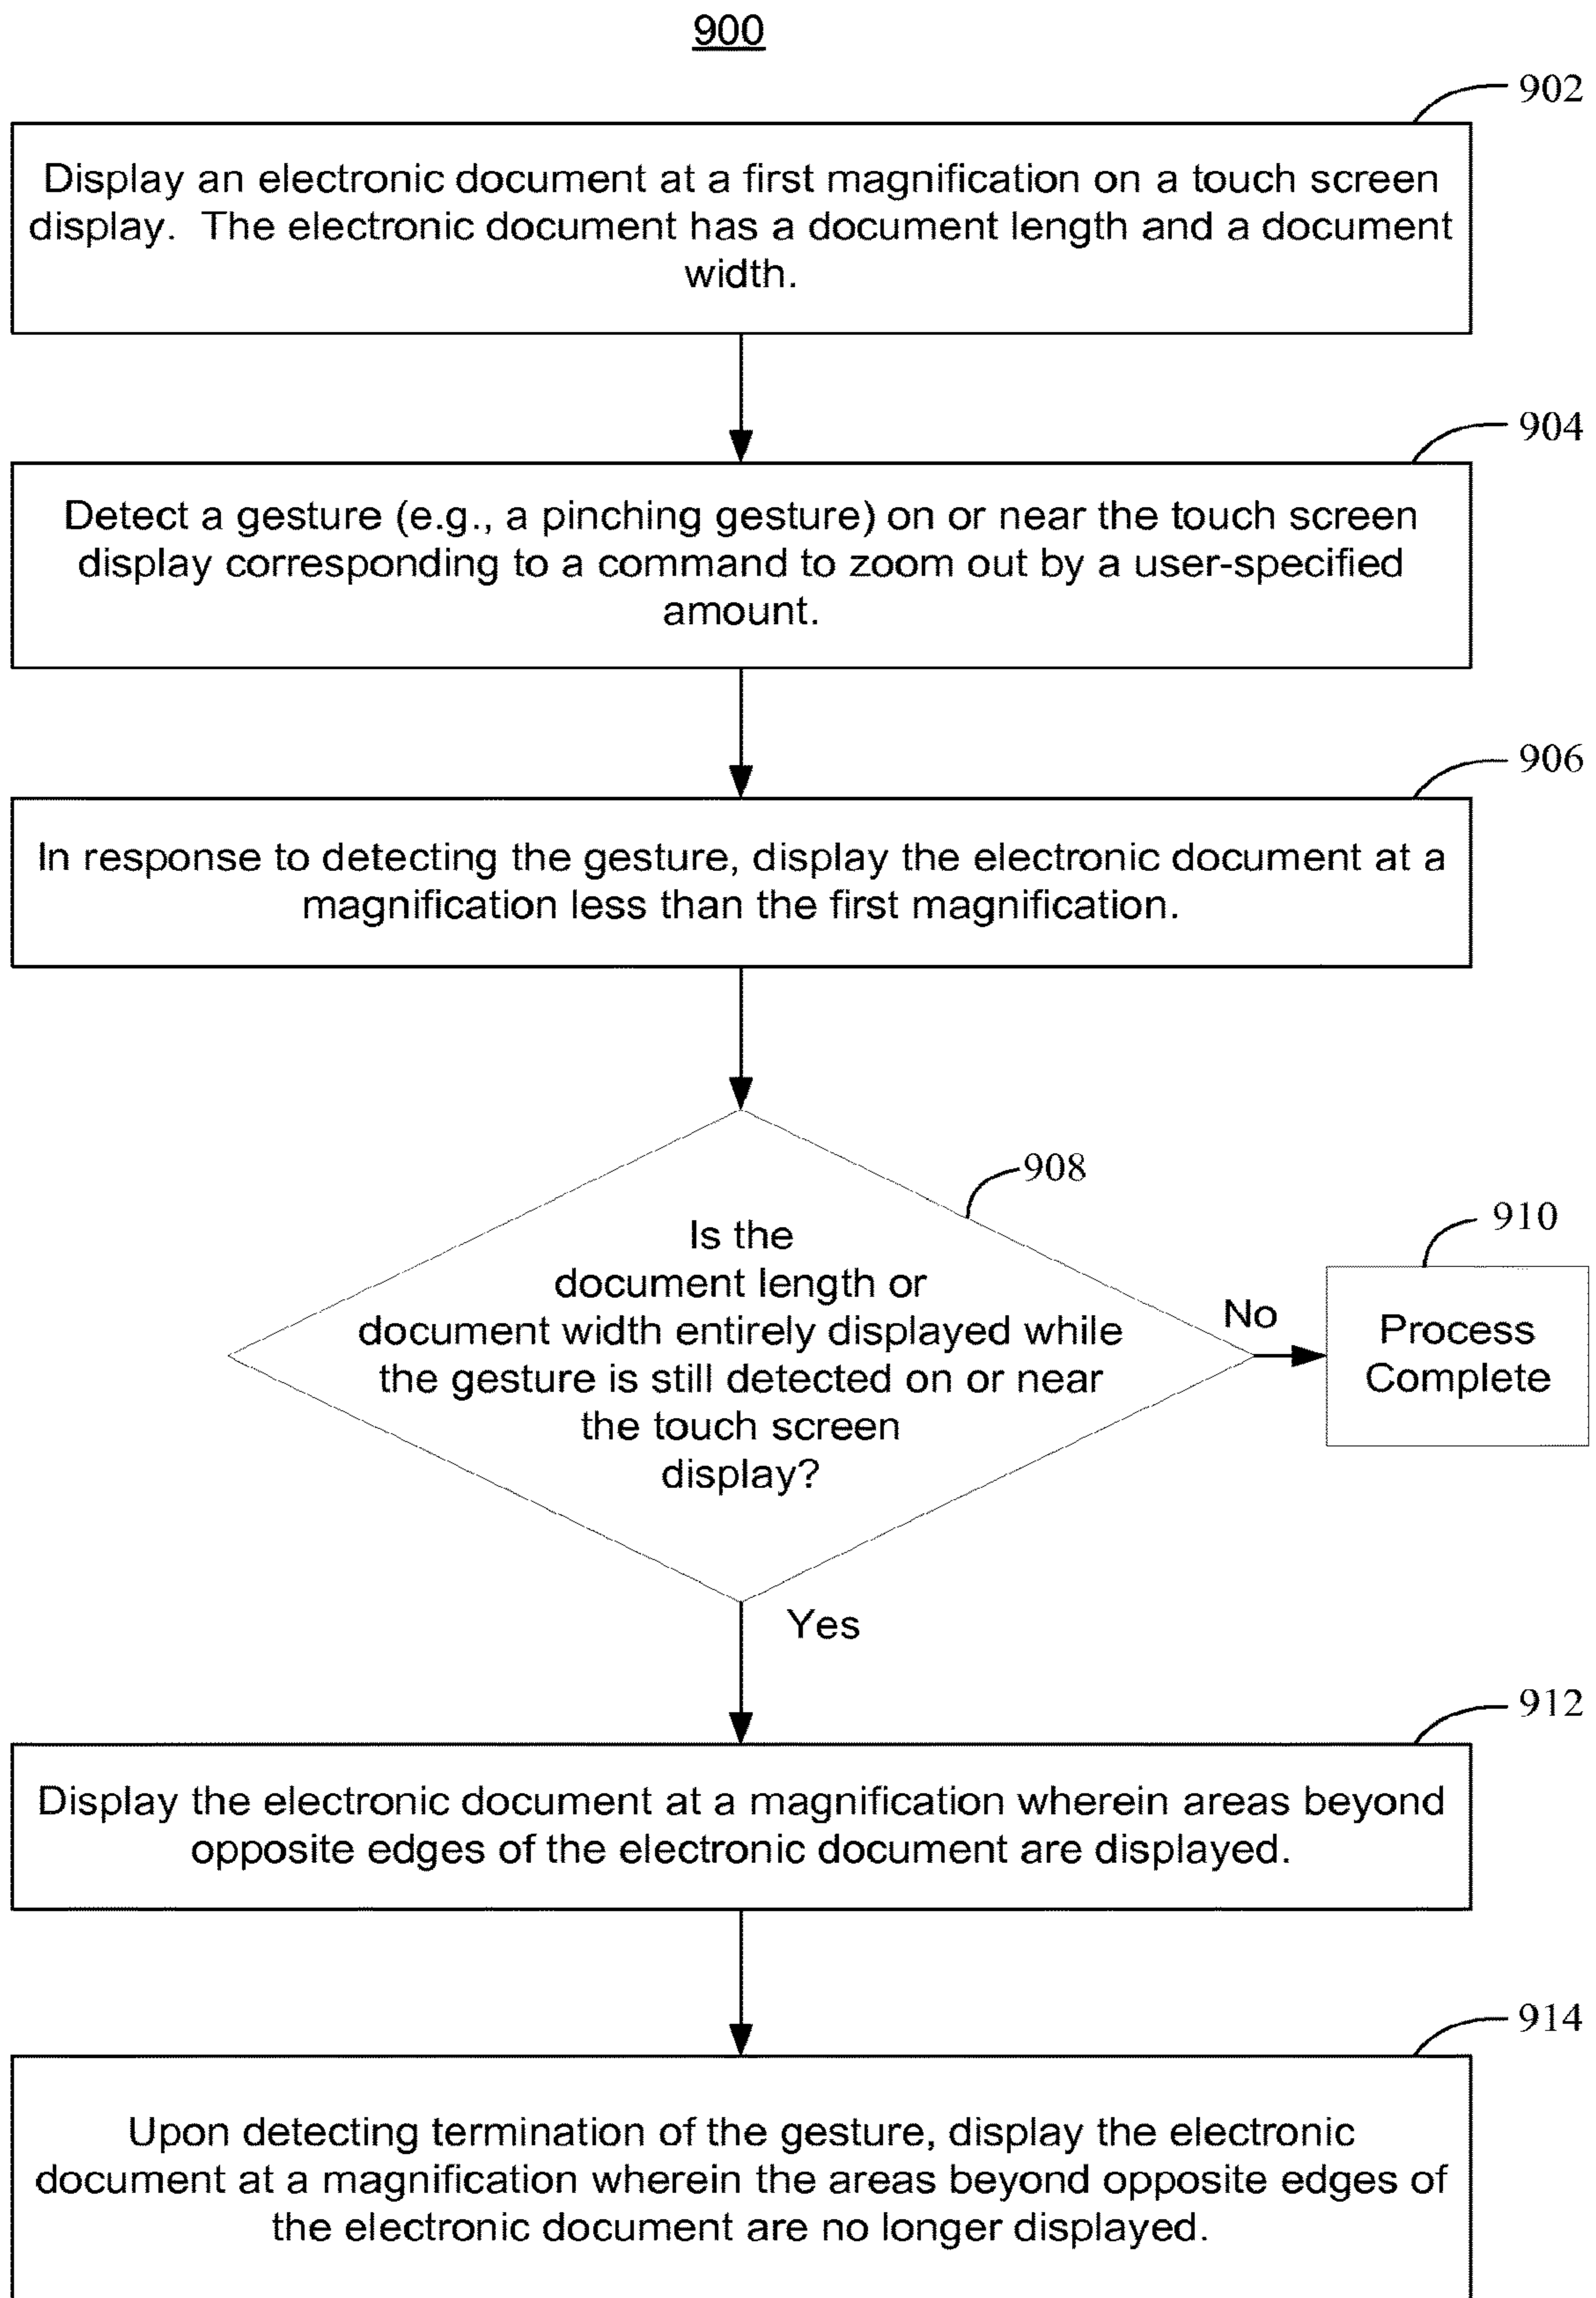 900
902
Display an electronic document at a first magnification on a touch screen
display.  The electronic document has a document length and a document
width.
904
Detect a gesture (e.g., a pinching gesture) on or near the touch screen
display corresponding to a command to zoom out by a user-specified
amount.
906
In response to detecting the gesture, display the electronic document at a
magnification less than the first magnification.
908
Is the
document length or
document width entirely displayed while
the gesture is still detected on or near
the touch screen
display?
No
910
Process
Complete
Yes
912
Display the electronic document at a magnification wherein areas beyond
opposite edges of the electronic document are displayed.
914
Upon detecting termination of the gesture, display the electronic
document at a magnification wherein the areas beyond opposite edges of
the electronic document are no longer displayed.